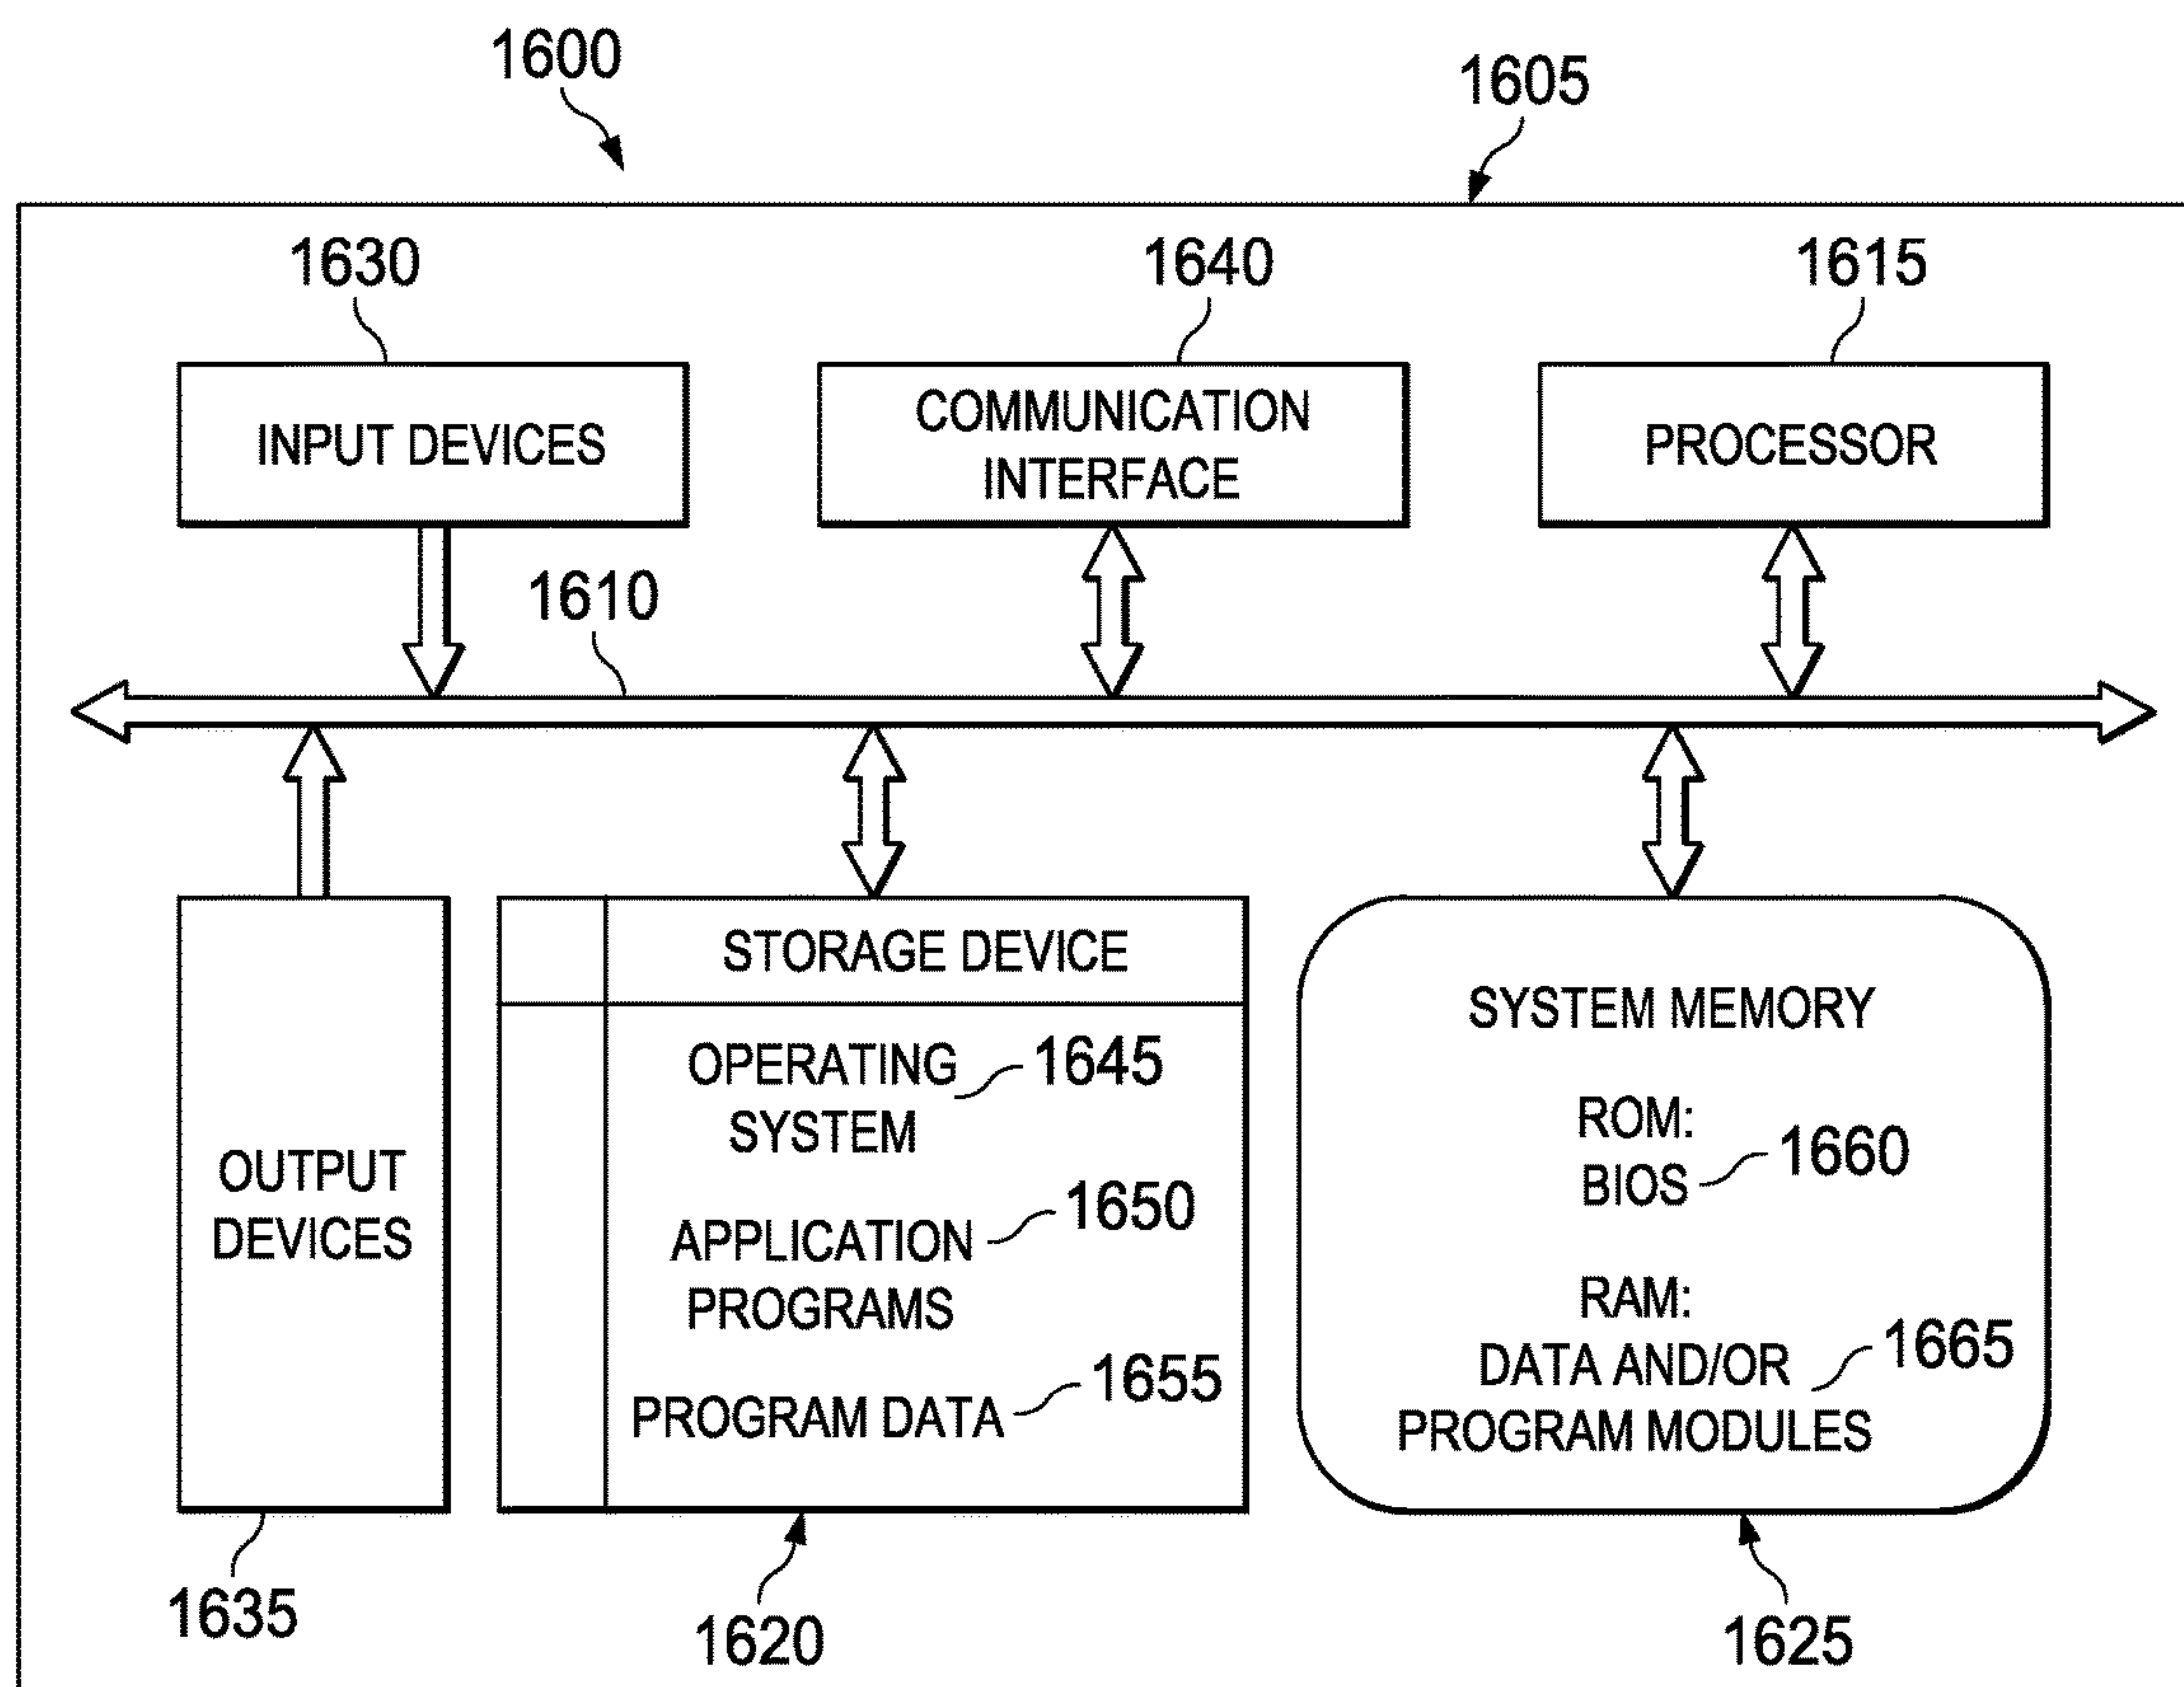 1600
1605
1630
1640
1615
INPUT DEVICES
COMMUNICATION
INTERFACE
PROCESSOR
1610
STORAGE DEVICE
OPERATING
SYSTEM
1645
APPLICATION
PROGRAMS
1650
PROGRAM DATA
1655
OUTPUT
DEVICES
SYSTEM MEMORY
ROM:
BIOS
1660
RAM:
DATA AND/OR
PROGRAM MODULES
1665
1635
1620
1625